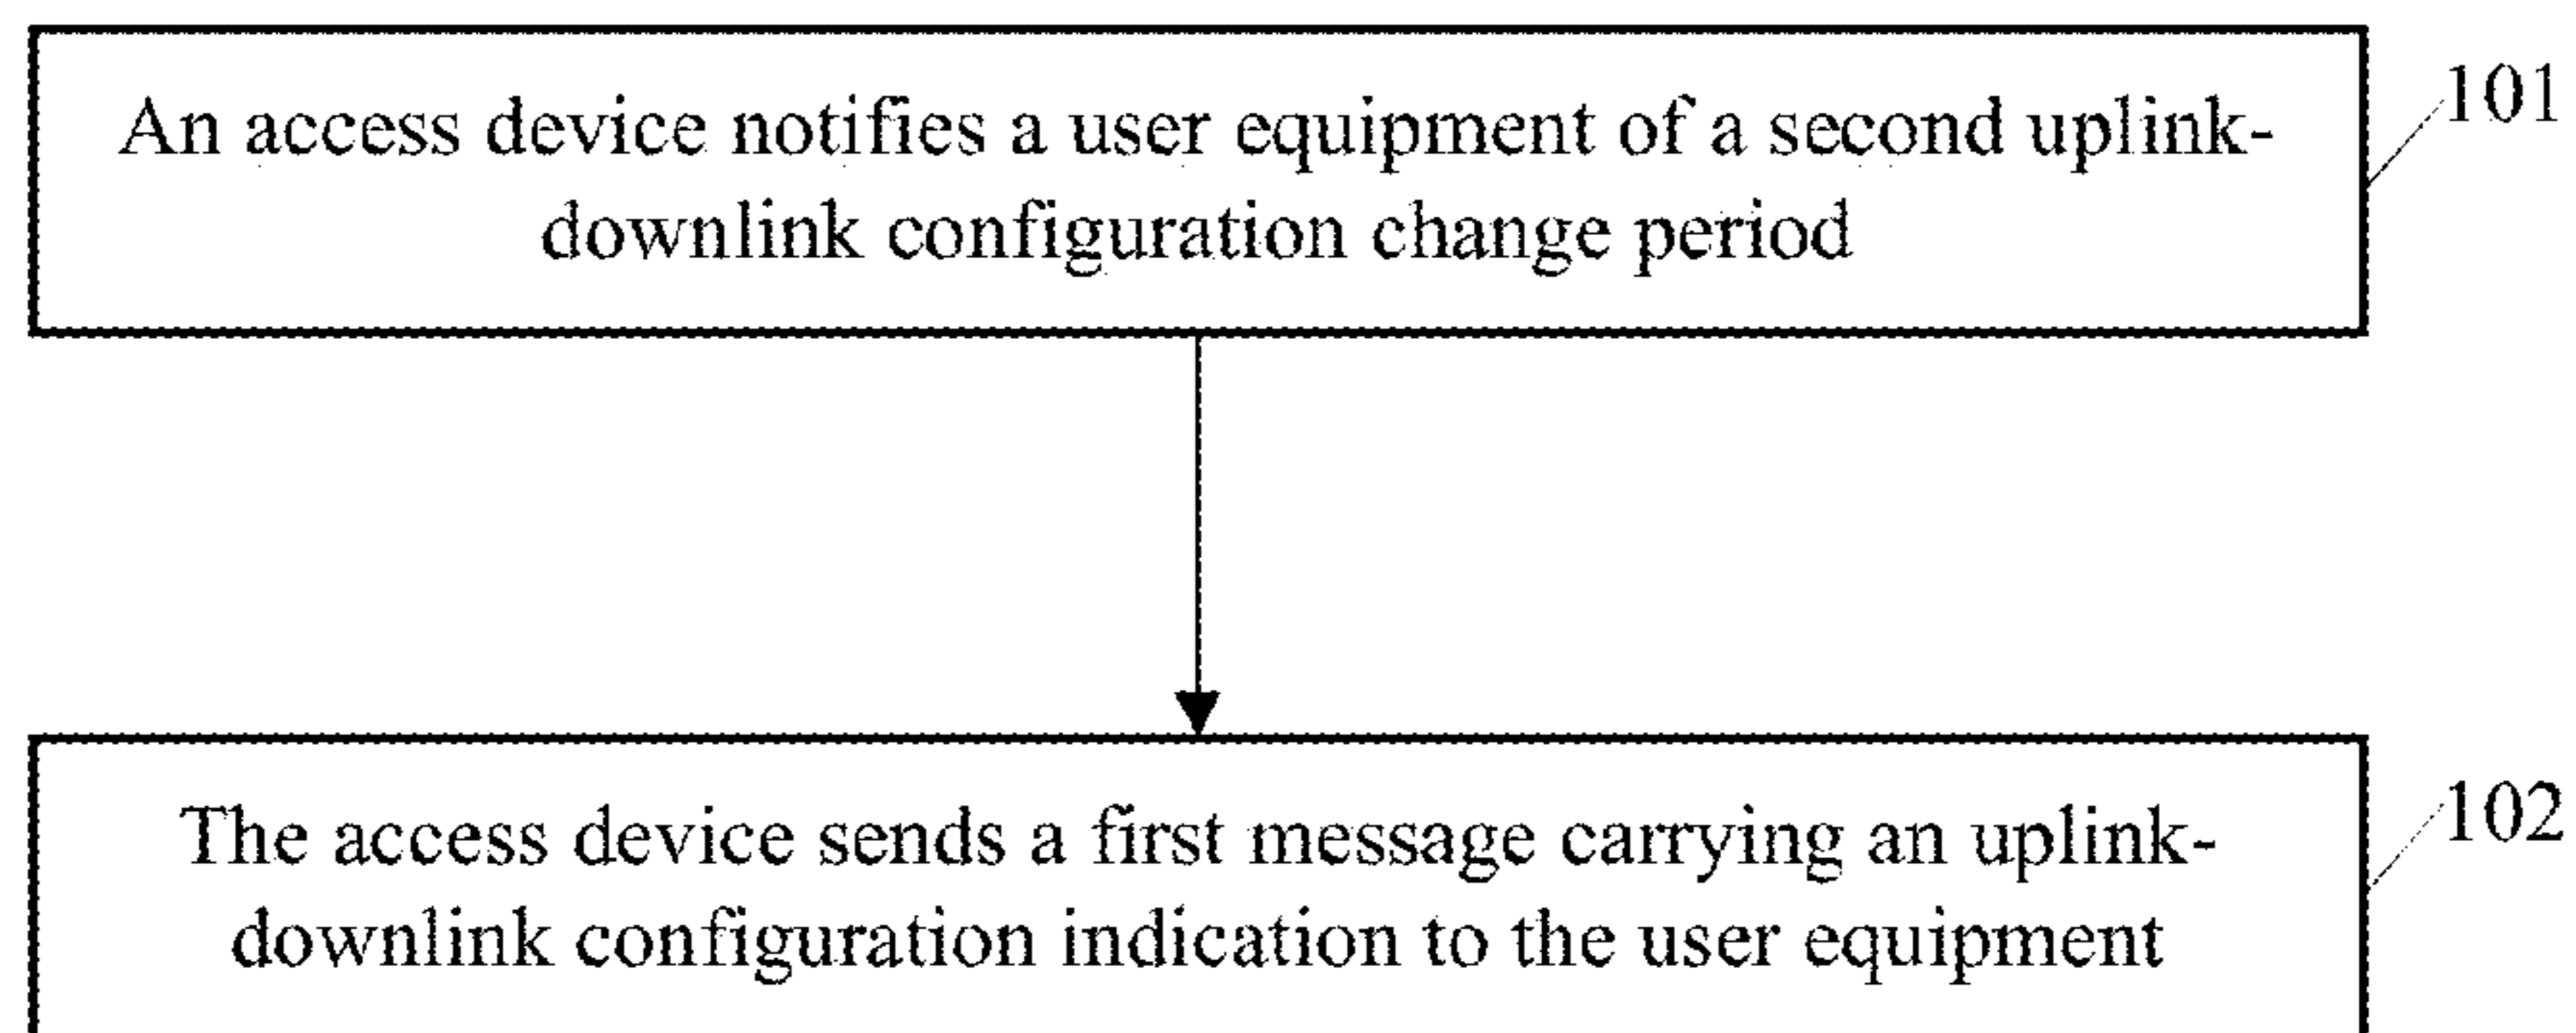 An access device notifies a user equipment of a second uplink-
downlink configuration change period
101
The access device sends a first message carrying an uplink-
downlink configuration indication to the user equipment
102